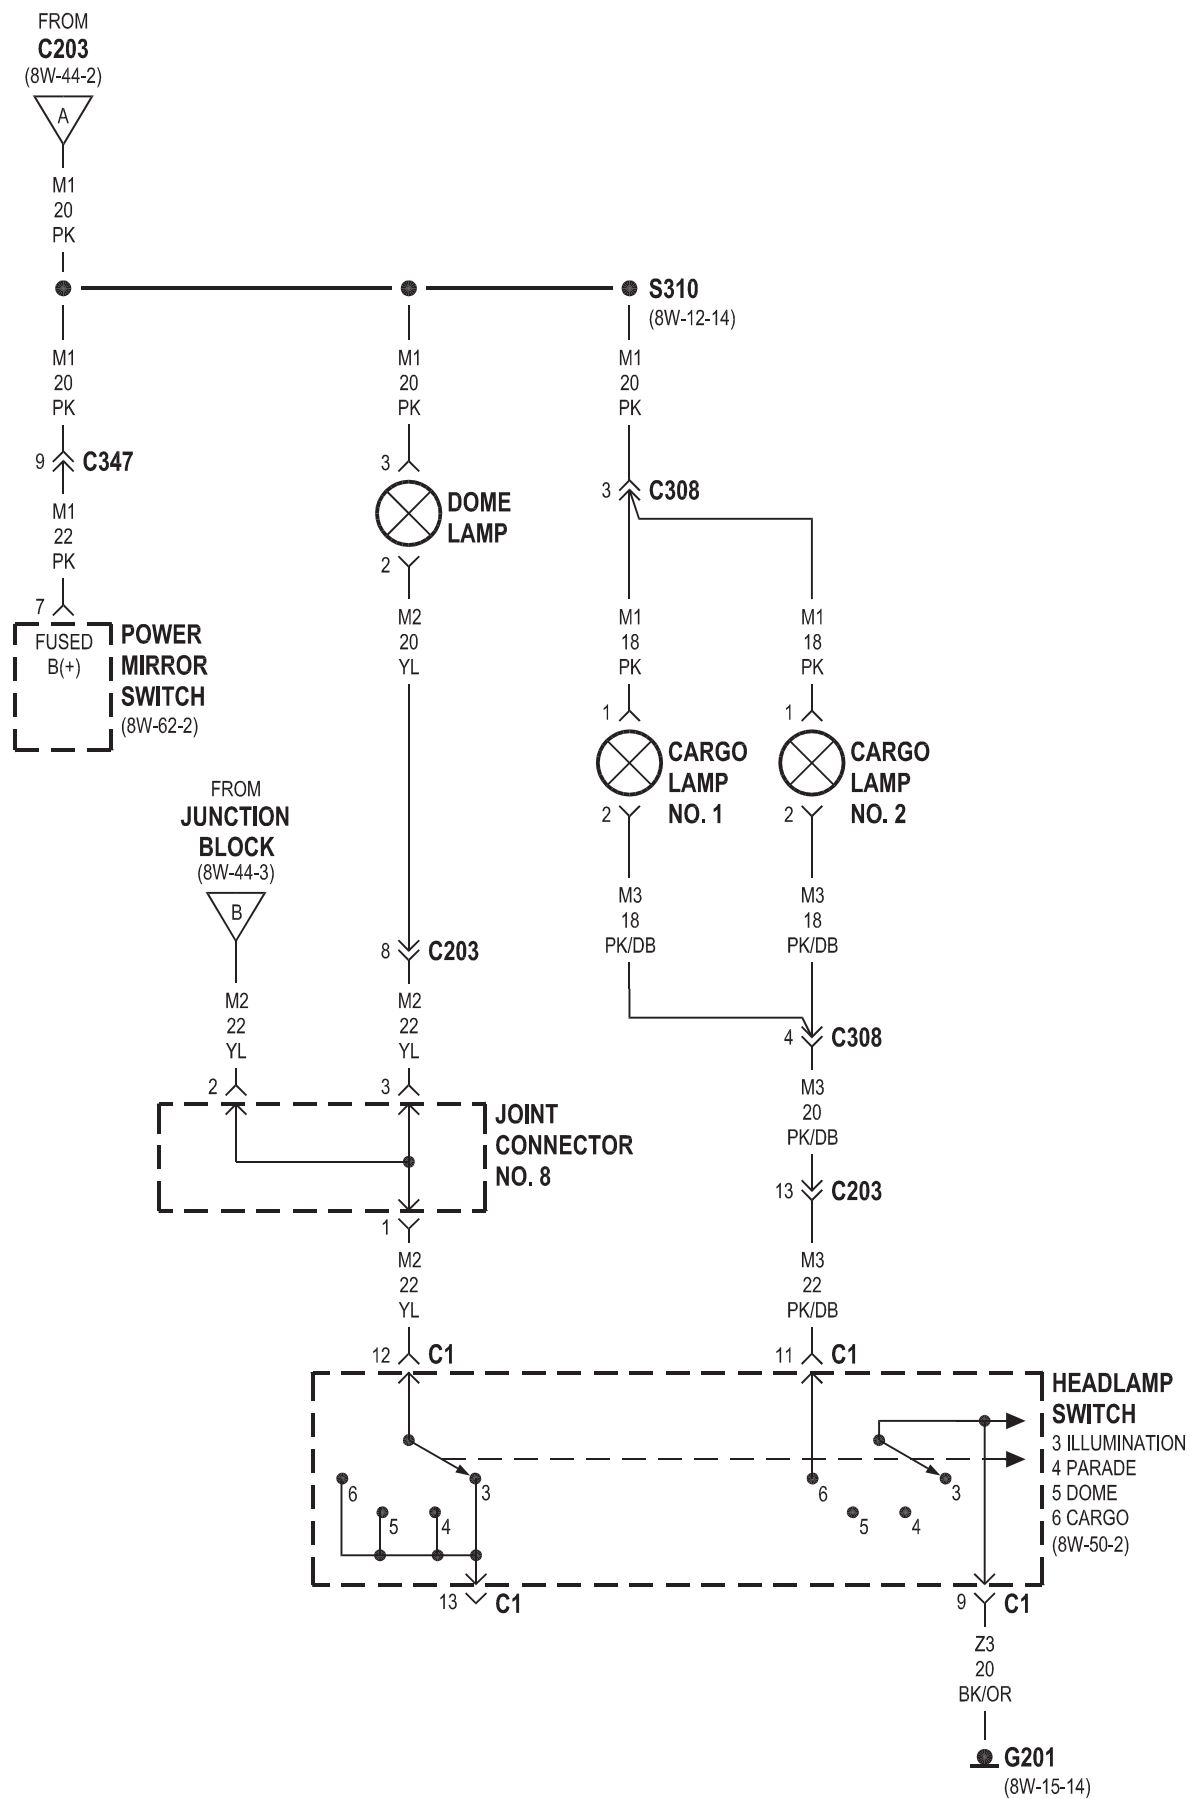 FROM
C203
(8W-44-2)
A
M1
20
PK
S310
(8W-12-14)
M1
20
PK
M1
20
PK
M1
20
PK
9
C347
3
3
C308
M1
22
PK
DOME
LAMP
2
7
FUSED
B(+)
POWER
MIRROR
SWITCH
(8W-62-2)
M2
20
YL
M1
18
PK
M1
18
PK
1
CARGO
LAMP
NO. 1
2
1
CARGO
LAMP
NO. 2
2
FROM
JUNCTION
BLOCK
(8W-44-3)
B
M3
18
PK/DB
M3
18
PK/DB
8
C203
M2
22
YL
M2
22
YL
4
C308
2
3
JOINT
CONNECTOR
NO. 8
1
M3
20
PK/DB
13
C203
M2
22
YL
M3
22
PK/DB
12
C1
11
C1
HEADLAMP
SWITCH
3 ILLUMINATION
4 PARADE
5 DOME
6 CARGO
(8W-50-2)
6
5
4
3
6
5
4
3
13
C1
9
C1
Z3
20
BK/OR
G201
(8W-15-14)